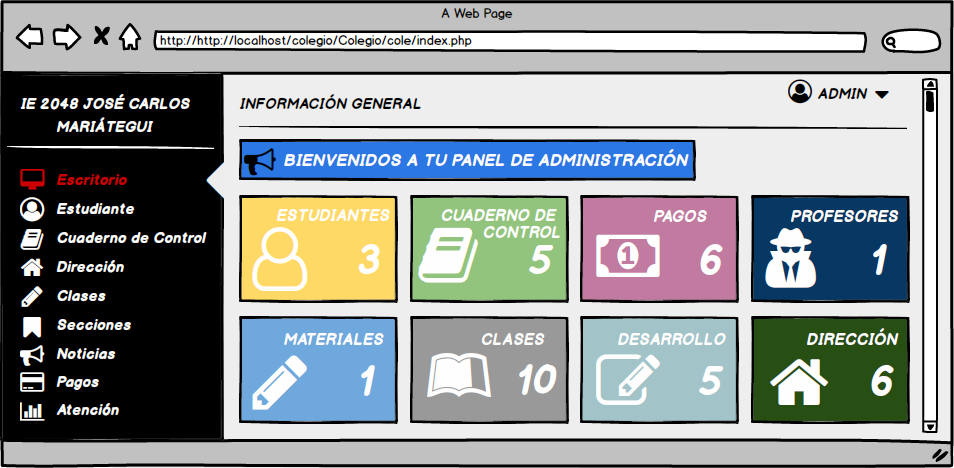 A Web Page
http://http://localhost/colegio/Colegio/cole/index.php
IE 2048 JOSÉ CARLOS
MARIÁTEGUI
Escritorio
Estudiante
Cuaderno de Control
Dirección
Clases
Secciones
Noticias
Pagos
Atención
INFORMACIÓN GENERAL
ADMIN
BIENVENIDOS A TU PANEL DE ADMINISTRACIÓN
ESTUDIANTES
3
CUADERNO DE
CONTROL
5
PAGOS
1
6
PROFESORES
1
MATERIALES
1
CLASES
10
DESARROLLO
5
DIRECCIÓN
6